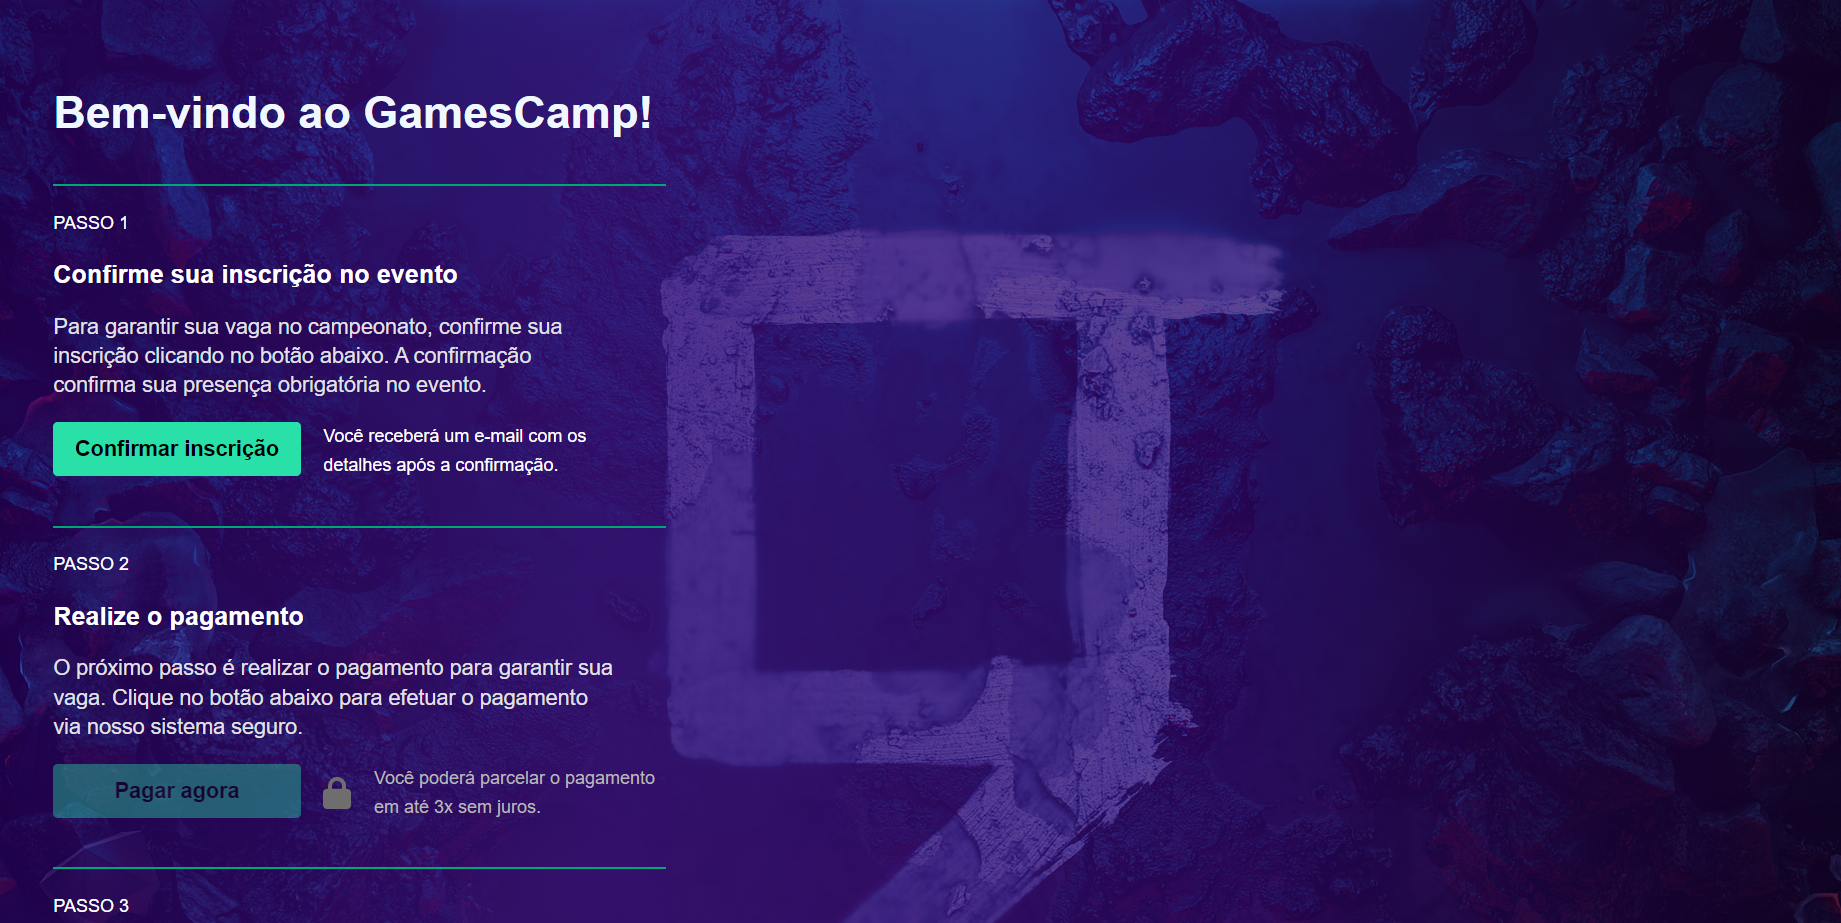 Bem-vindo ao GamesCamp!
PASSO 1
Confirme sua inscrição no evento
Para garantir sua vaga no campeonato, confirme sua
inscrição clicando no botão abaixo. A confirmação
confirma sua presença obrigatória no evento.
Confirmar inscrição
Você receberá um e-mail com os
detalhes após a confirmação.
PASSO 2
Realize o pagamento
O próximo passo é realizar o pagamento para garantir sua
vaga. Clique no botão abaixo para efetuar o pagamento
via nosso sistema seguro.
Pagar agora
Você poderá parcelar o pagamento
em até 3x sem juros.
PASSO 3